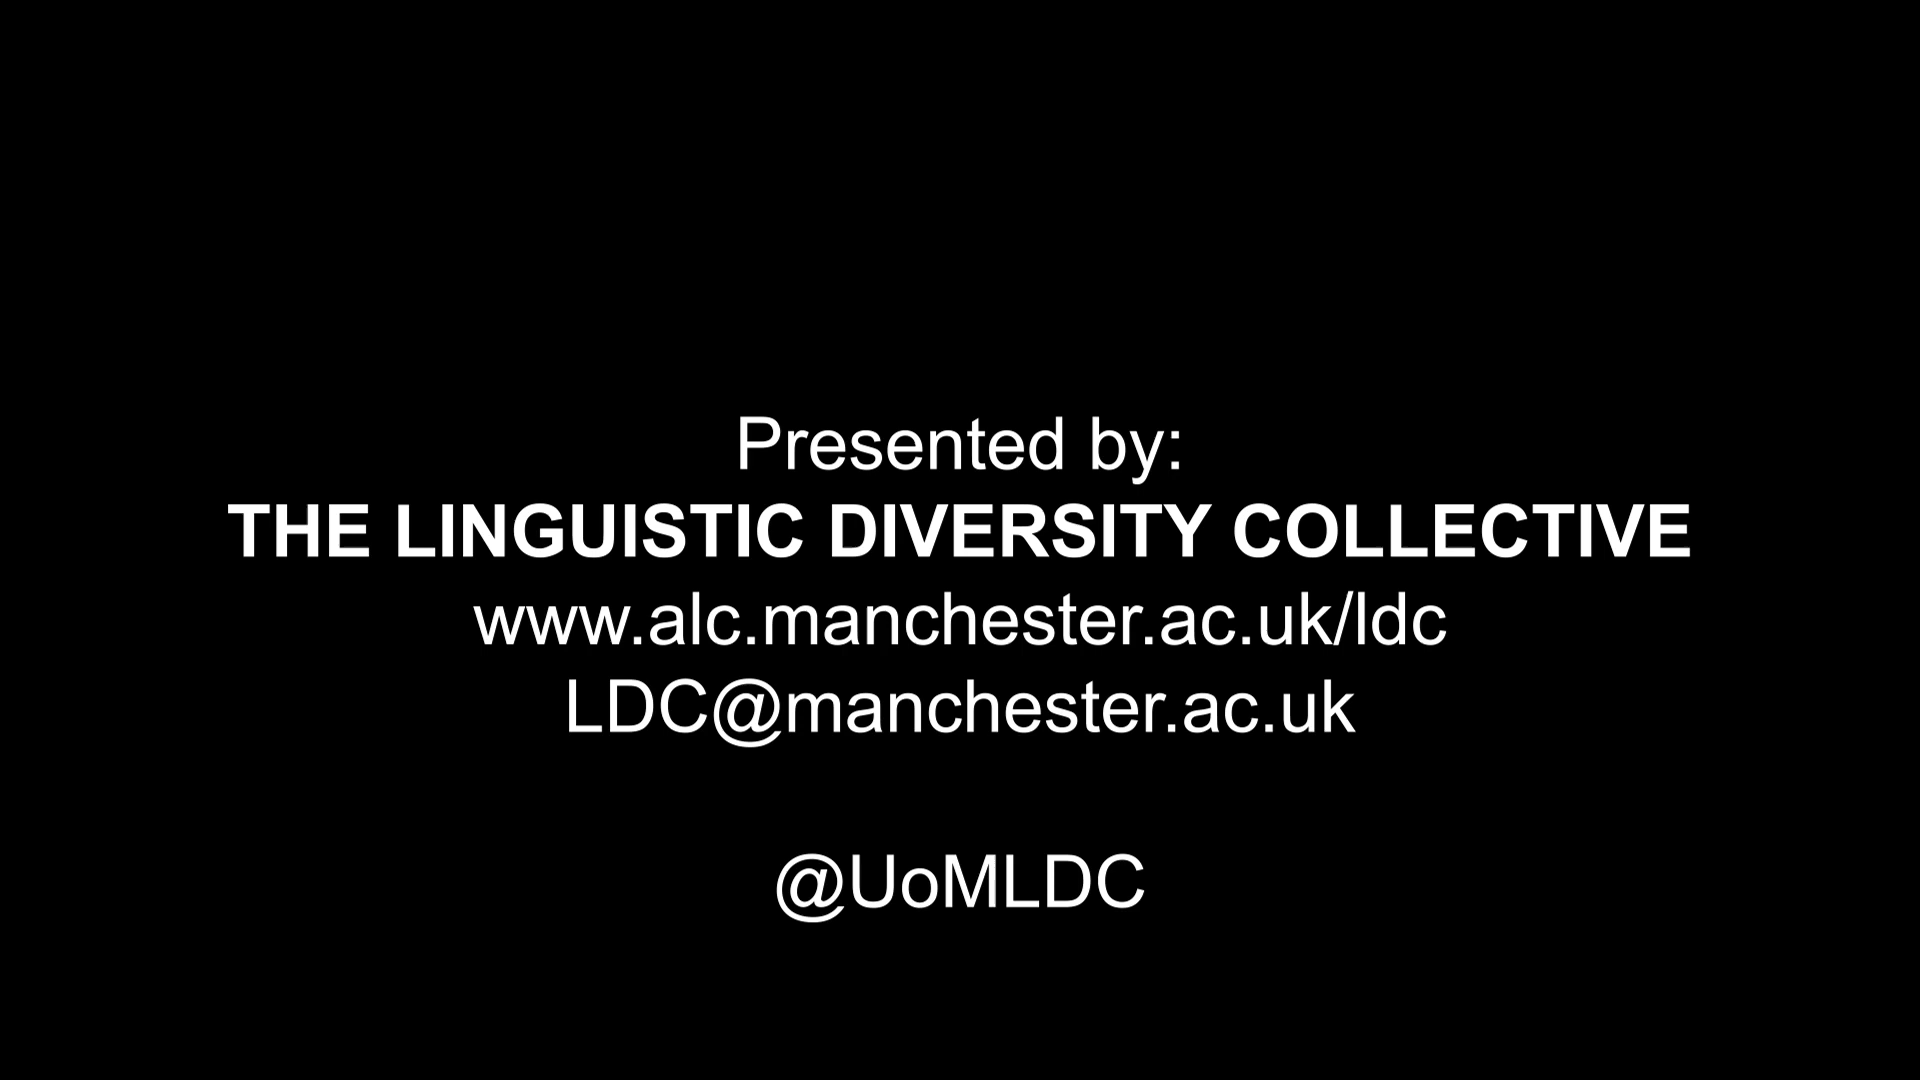 Presented by:
THE LINGUISTIC DIVERSITY COLLECTIVE
www.alc.manchester.ac.uk/ldc
LDC@manchester.ac.uk
@UoMLDC